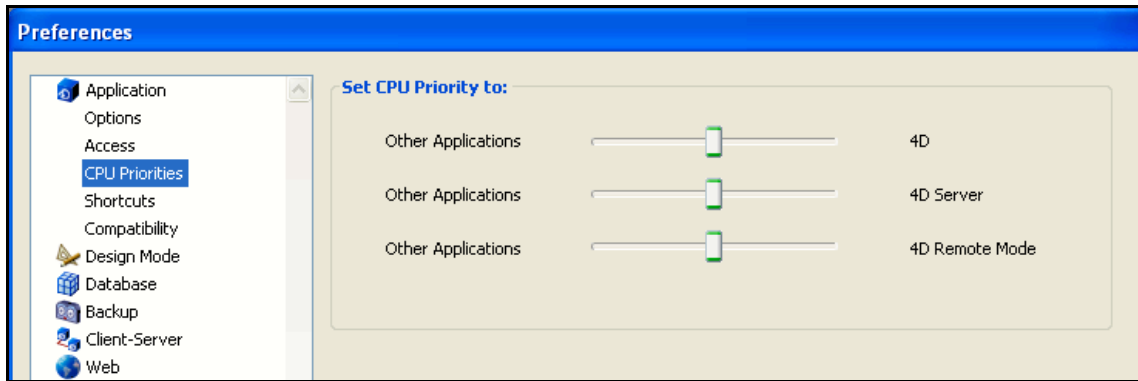 Preferences
Application
Options
Access
CPU Priorities
Shortcuts
Compatibility
Design Mode
Database
Backup
Client-Server
Web
Set CPU Priority to:
Other Applications 4D
Other Applications 4D Server
Other Applications 4D Remote Mode